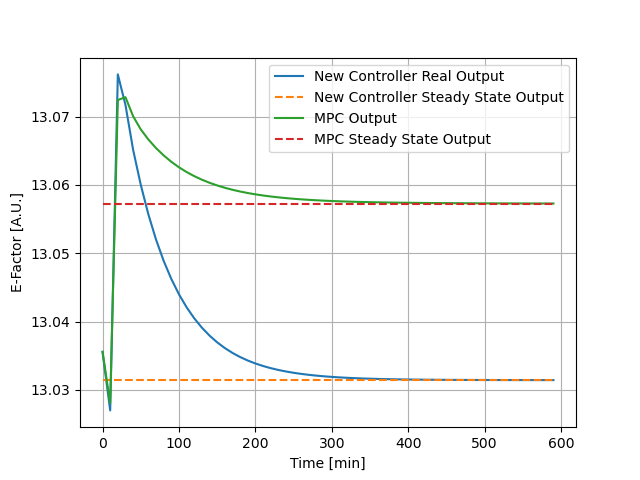 New Controller Real Output
New Controller Steady State Output
MPC Output
MPC Steady State Output
13.07
13.06
13.05
13.04
13.03
E-Factor [A.U.]
0 100 200 300 400 500 600
Time [min]